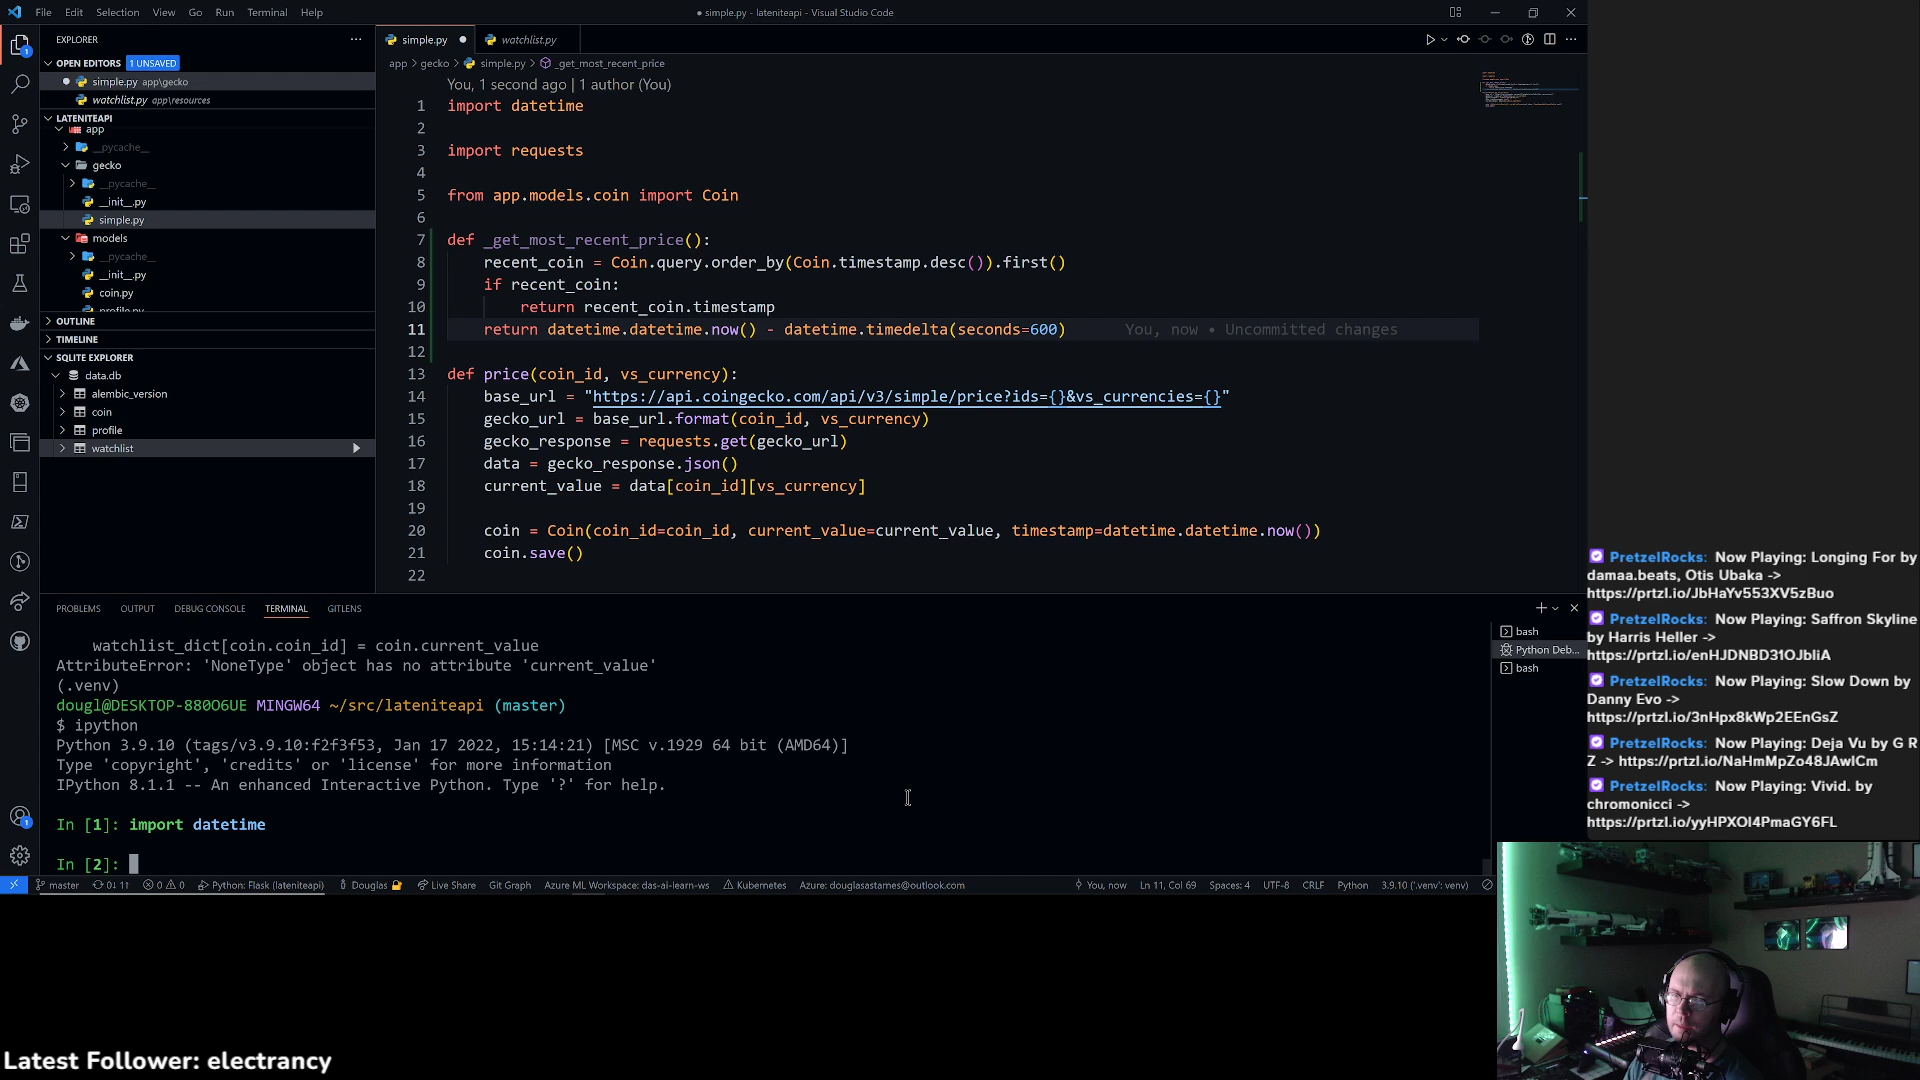 File Edit Selection View Go Run Terminal Help
● simple.py - lateniteapi - Visual Studio Code
EXPLORER
OPEN EDITORS 1 UNSAVED
simple.py app\gecko
watchlist.py app\resources
LATENITEAPI
app
__pycache__
gecko
__pycache__
__init__.py
simple.py
models
__pycache__
__init__.py
coin.py
profile.py
OUTLINE
TIMELINE
SQLITE EXPLORER
data.db
alembic_version
coin
profile
watchlist
simple.py
watchlist.py
app > gecko > simple.py > _get_most_recent_price
You, 1 second ago | 1 author (You)
1 import datetime
2
3 import requests
4
5 from app.models.coin import Coin
6
7 def _get_most_recent_price():
8 recent_coin = Coin.query.order_by(Coin.timestamp.desc()).first()
9 if recent_coin:
10 return recent_coin.timestamp
11 return datetime.datetime.now() - datetime.timedelta(seconds=600) You, now • Uncommitted changes
12
13 def price(coin_id, vs_currency):
14 base_url = "https://api.coingecko.com/api/v3/simple/price?ids={}&vs_currencies={}"
15 gecko_url = base_url.format(coin_id, vs_currency)
16 gecko_response = requests.get(gecko_url)
17 data = gecko_response.json()
18 current_value = data[coin_id][vs_currency]
19
20 coin = Coin(coin_id=coin_id, current_value=current_value, timestamp=datetime.datetime.now())
21 coin.save()
22
PROBLEMS OUTPUT DEBUG CONSOLE TERMINAL GITLENS
watchlist_dict[coin.coin_id] = coin.current_value
AttributeError: 'NoneType' object has no attribute 'current_value'
(.venv)
dougl@DESKTOP-880O6UE MINGW64 ~/src/lateniteapi (master)
$ ipython
Python 3.9.10 (tags/v3.9.10:f2f3f53, Jan 17 2022, 15:14:21) [MSC v.1929 64 bit (AMD64)]
Type 'copyright', 'credits' or 'license' for more information
IPython 8.1.1 -- An enhanced Interactive Python. Type '?' for help.
In [1]: import datetime
In [2]:
bash
Python Deb...
bash
master 0↓ 1↑ 0 0 Python: Flask (lateniteapi) Douglas Live Share Git Graph Azure ML Workspace: das-ai-learn-ws Kubernetes Azure: douglasastames@outlook.com You, now Ln 11, Col 69 Spaces: 4 UTF-8 CRLF Python 3.9.10 ('.venv': venv)
PretzelRocks: Now Playing: Longing For by
damaa.beats, Otis Ubaka ->
https://prtzl.io/JbHaYv553XV5zBuo
PretzelRocks: Now Playing: Saffron Skyline
by Harris Heller ->
https://prtzl.io/enHJDNBD31OJbliA
PretzelRocks: Now Playing: Slow Down by
Danny Evo ->
https://prtzl.io/3nHpx8kWp2EEnGsZ
PretzelRocks: Now Playing: Deja Vu by G R
Z -> https://prtzl.io/NaHmMpZo48JAwlCm
PretzelRocks: Now Playing: Vivid. by
chromonicci ->
https://prtzl.io/yyHPXOl4PmaGY6FL
Latest Follower: electrancy